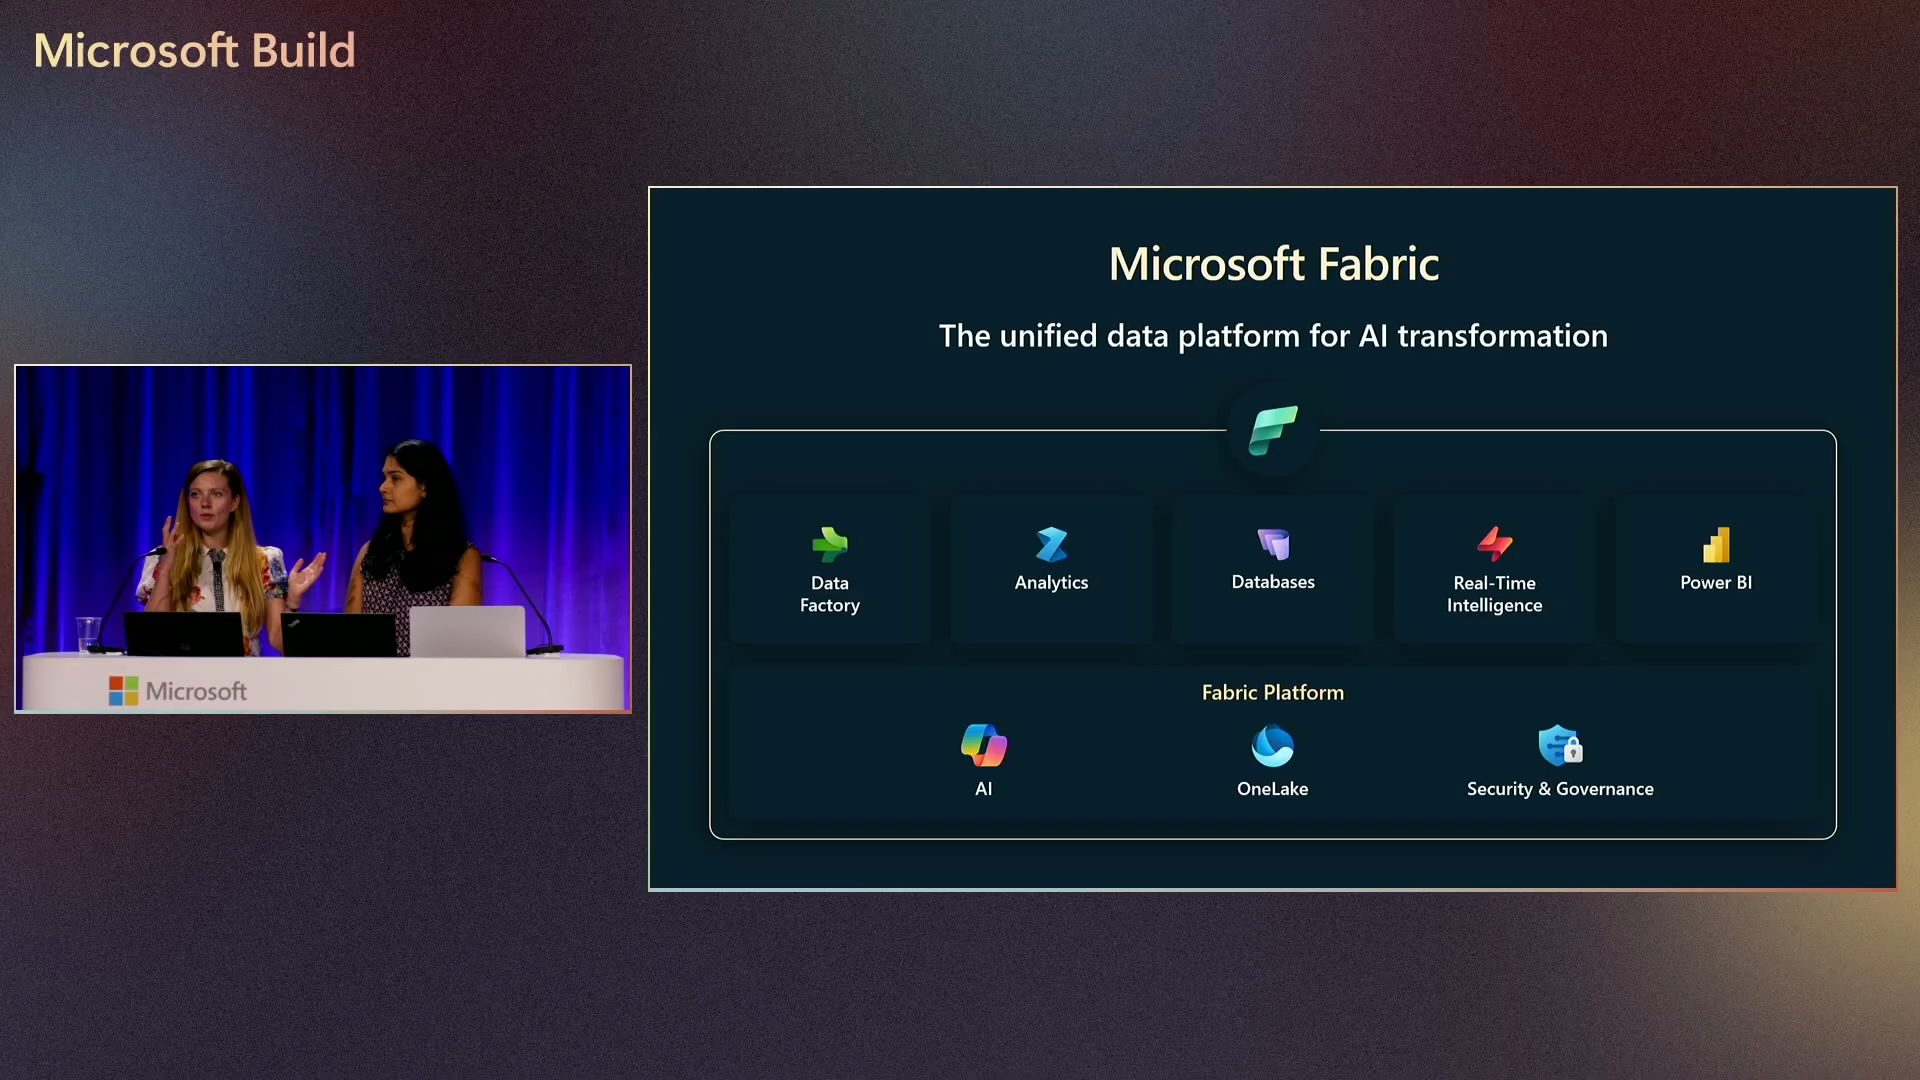 Microsoft Build
Microsoft
Microsoft Fabric
The unified data platform for AI transformation
Data
Factory
Analytics
Databases
Real-Time
Intelligence
Power BI
Fabric Platform
AI
OneLake
Security & Governance